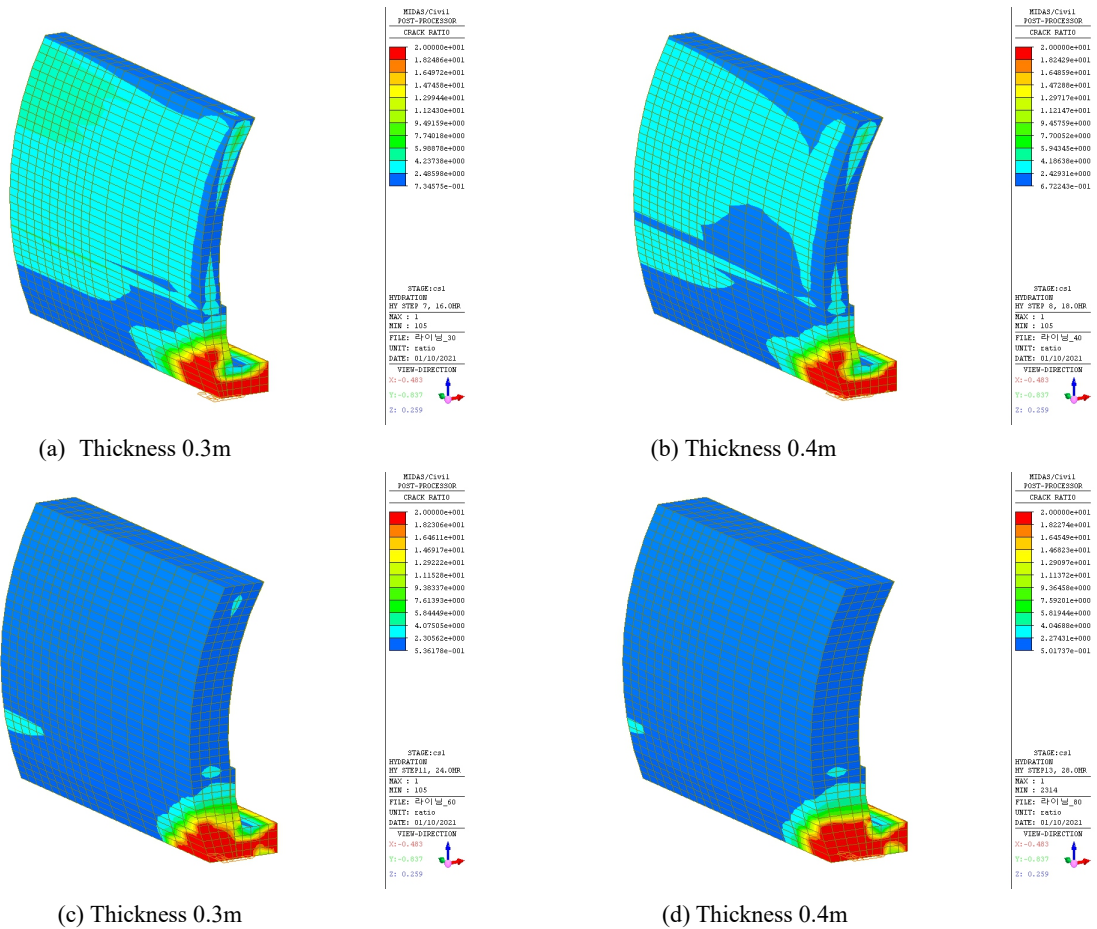 MIDAS/Civil
POST-PROCESSOR
CRACK RATIO
2.00000e+001
1.82486e+001
1.64972e+001
1.47458e+001
1.29944e+001
1.12430e+001
9.49159e+000
7.74018e+000
5.98878e+000
4.23738e+000
2.48598e+000
7.34575e-001
STAGE:cs1
HYDRATION
HY STEP 7, 16.0HR
MAX : 1
MIN : 105
FILE: 라이닝_30
UNIT: ratio
DATE: 01/10/2021
VIEW-DIRECTION
X:-0.483
Y:-0.837
Z: 0.259
(a) Thickness 0.3m
MIDAS/Civil
POST-PROCESSOR
CRACK RATIO
2.00000e+001
1.82429e+001
1.64859e+001
1.47288e+001
1.29717e+001
1.12147e+001
9.45759e+000
7.70052e+000
5.94345e+000
4.18638e+000
2.42931e+000
6.72243e-001
STAGE:cs1
HYDRATION
HY STEP 8, 18.0HR
MAX : 1
MIN : 105
FILE: 라이닝_40
UNIT: ratio
DATE: 01/10/2021
VIEW-DIRECTION
X:-0.483
Y:-0.837
Z: 0.259
(b) Thickness 0.4m
MIDAS/Civil
POST-PROCESSOR
CRACK RATIO
2.00000e+001
1.82306e+001
1.64611e+001
1.46917e+001
1.29222e+001
1.11528e+001
9.38337e+000
7.61393e+000
5.84449e+000
4.07505e+000
2.30562e+000
5.36178e-001
STAGE:cs1
HYDRATION
HY STEP11, 24.0HR
MAX : 1
MIN : 105
FILE: 라이닝_60
UNIT: ratio
DATE: 01/10/2021
VIEW-DIRECTION
X:-0.483
Y:-0.837
Z: 0.259
(c) Thickness 0.3m
MIDAS/Civil
POST-PROCESSOR
CRACK RATIO
2.00000e+001
1.82274e+001
1.64549e+001
1.46823e+001
1.29097e+001
1.11372e+001
9.36458e+000
7.59201e+000
5.81944e+000
4.04688e+000
2.27431e+000
5.01737e-001
STAGE:cs1
HYDRATION
HY STEP13, 28.0HR
MAX : 1
MIN : 2314
FILE: 라이닝_80
UNIT: ratio
DATE: 01/10/2021
VIEW-DIRECTION
X:-0.483
Y:-0.837
Z: 0.259
(d) Thickness 0.4m